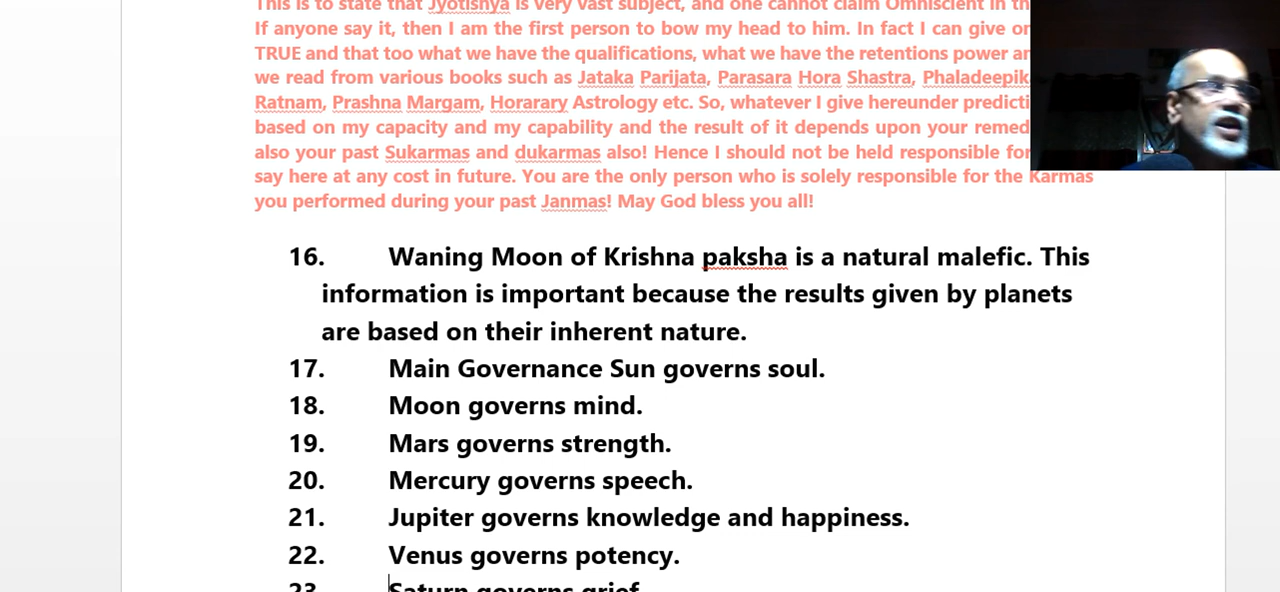 This is to state that Jyotishya is very vast subject, and one cannot claim Omniscient in th
If anyone say it, then I am the first person to bow my head to him. In fact I can give or
TRUE and that too what we have the qualifications, what we have the retentions power ar
we read from various books such as Jataka Parijata, Parasara Hora Shastra, Phaladeepik
Ratnam, Prashna Margam, Horarary Astrology etc. So, whatever I give hereunder predicti
based on my capacity and my capability and the result of it depends upon your remed
also your past Sukarmas and dukarmas also! Hence I should not be held responsible for
say here at any cost in future. You are the only person who is solely responsible for the Karmas
you performed during your past Janmas! May God bless you all!
16. Waning Moon of Krishna paksha is a natural malefic. This
information is important because the results given by planets
are based on their inherent nature.
17. Main Governance Sun governs soul.
18. Moon governs mind.
19. Mars governs strength.
20. Mercury governs speech.
21. Jupiter governs knowledge and happiness.
22. Venus governs potency.
23. Saturn governs grief